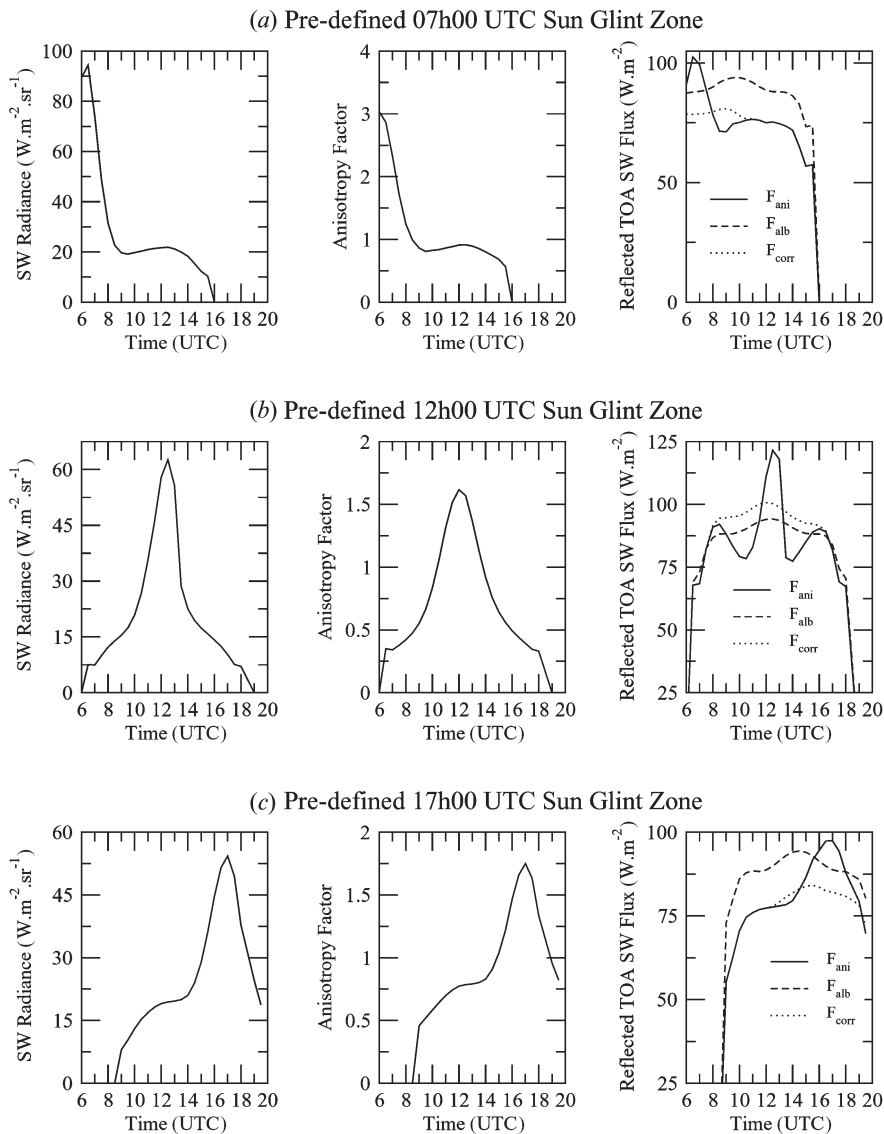 (a) Pre-defined 07h00 UTC Sun Glint Zone
SW Radiance (W.m-2.sr-1)
100
80
60
40
20
0
6 8 10 12 14 16 18 20
Time (UTC)
Anisotropy Factor
4
3
2
1
0
6 8 10 12 14 16 18 20
Time (UTC)
Reflected TOA SW Flux (W.m-2)
100
50
0
Fani
Falb
Fcorr
6 8 10 12 14 16 18 20
Time (UTC)
(b) Pre-defined 12h00 UTC Sun Glint Zone
SW Radiance (W.m-2.sr-1)
60
45
30
15
0
6 8 10 12 14 16 18 20
Time (UTC)
Anisotropy Factor
2
1.5
1
0.5
0
6 8 10 12 14 16 18 20
Time (UTC)
Reflected TOA SW Flux (W.m-2)
125
100
75
50
25
Fani
Falb
Fcorr
6 8 10 12 14 16 18 20
Time (UTC)
(c) Pre-defined 17h00 UTC Sun Glint Zone
SW Radiance (W.m-2.sr-1)
60
45
30
15
0
6 8 10 12 14 16 18 20
Time (UTC)
Anisotropy Factor
2
1.5
1
0.5
0
6 8 10 12 14 16 18 20
Time (UTC)
Reflected TOA SW Flux (W.m-2)
100
75
50
25
Fani
Falb
Fcorr
6 8 10 12 14 16 18 20
Time (UTC)